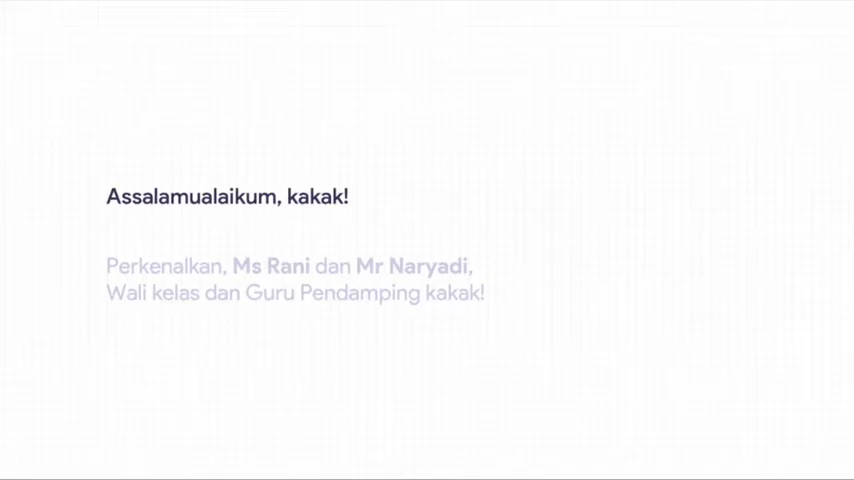 Assalamualaikum, kakak!
Perkenalkan, Ms Rani dan Mr Naryadi,
Wali kelas dan Guru Pendamping kakak!